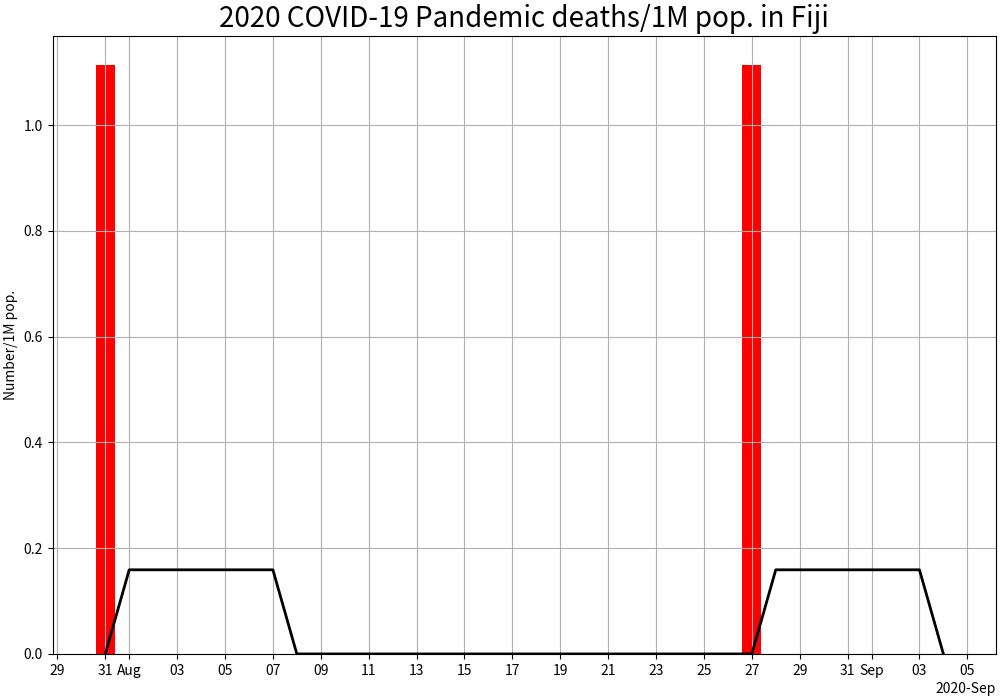 2020 COVID-19 Pandemic deaths/1M pop. in Fiji
Number/1M pop.
1.0
0.8
0.6
0.4
0.2
0.0
29 31 Aug 03 05 07 09 11 13 15 17 19 21 23 25 27 29 31 Sep 03 05
2020-Sep